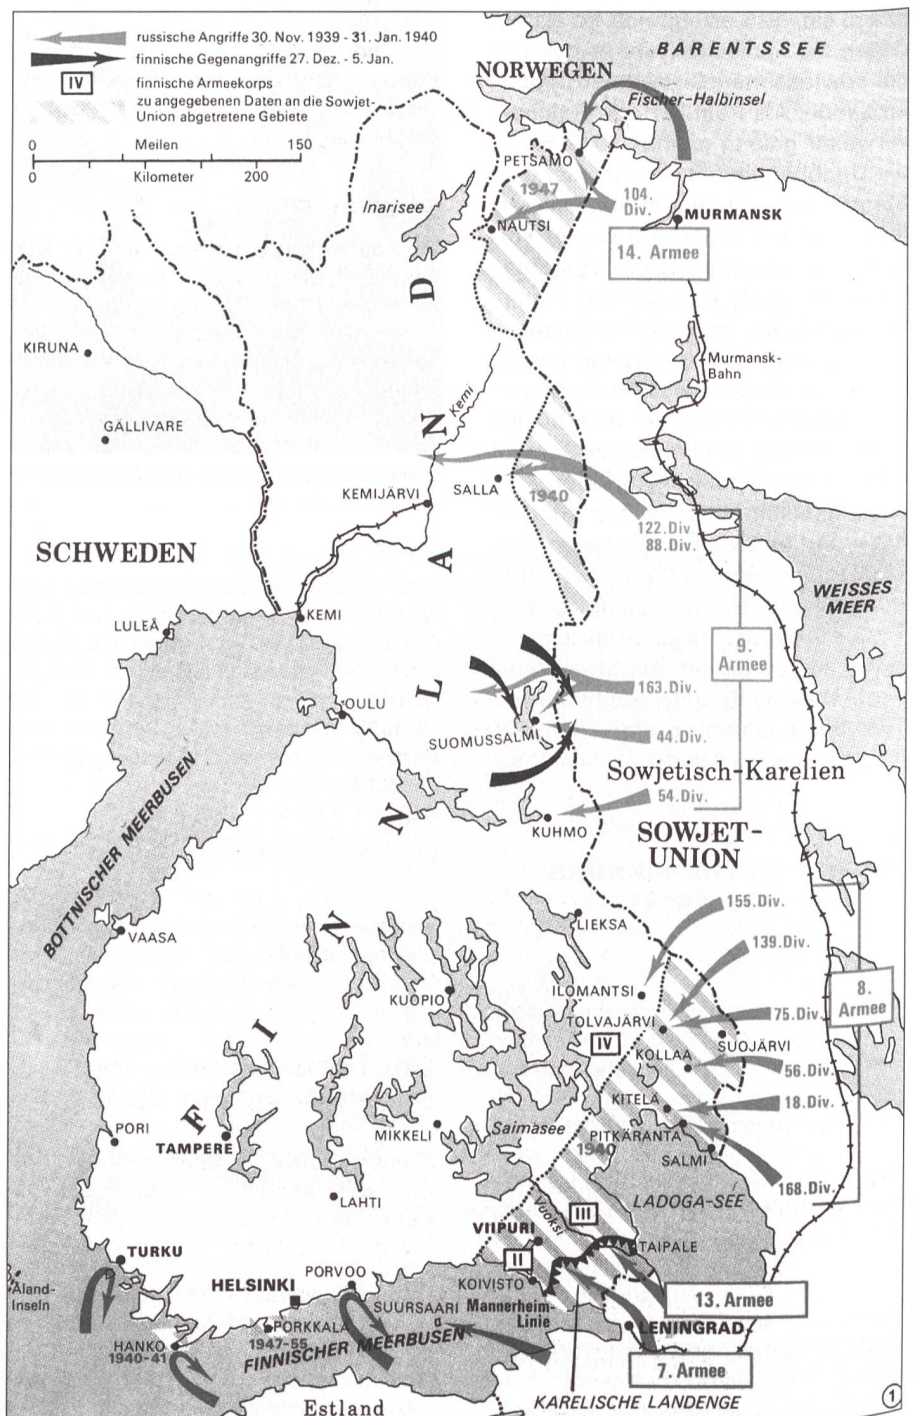 russische Angriffe 30. Nov. 1939 - 31. Jan. 1940
finnische Gegenangriffe 27. Dez. - 5. Jan.
IV
finnische Armeekorps
zu angegebenen Daten an die Sowjet-
Union abgetretene Gebiete
0 Meilen 150
0 Kilometer 200
BARENTSSEE
NORWEGEN
Fischer-Halbinsel
PETSAMO
1947
104.
Div.
Inarisee
NAUTSI
MURMANSK
14. Armee
KIRUNA
Murmansk-
Bahn
Kemi
GÄLLIVARE
KEMIJÄRVI
SALLA
1940
122.Div
88.Div.
SCHWEDEN
WEISSES
MEER
LULEÅ
KEMI
9.
Armee
163.Div.
OULU
SUOMUSSALMI
44.Div.
Sowjetisch-Karelien
54.Div.
KUHMO
SOWJET-
UNION
BOTTNISCHER MEERBUSEN
FINNLAND
155.Div.
LIEKSA
VAASA
139.Div.
KUOPIO
ILOMANTSI
8.
Armee
TOLVAJÄRVI
75.Div.
IV
SUOJÄRVI
KOLLAA
56.Div.
KITELÄ
18.Div.
PORI
TAMPERE
MIKKELI
Saimasee
PITKÄRANTA
1940
SALMI
168.Div.
LAHTI
LADOGA-SEE
Vuoksi
III
VIIPURI
TURKU
II
TAIPALE
HELSINKI
PORVOO
KOIVISTO
Åland-
Inseln
SUURSAARI
Mannerheim-
Linie
13. Armee
PORKKALA
1947-55
LENINGRAD
HANKO
1940-41
FINNISCHER MEERBUSEN
7. Armee
KARELISCHE LANDENGE
Estland
1